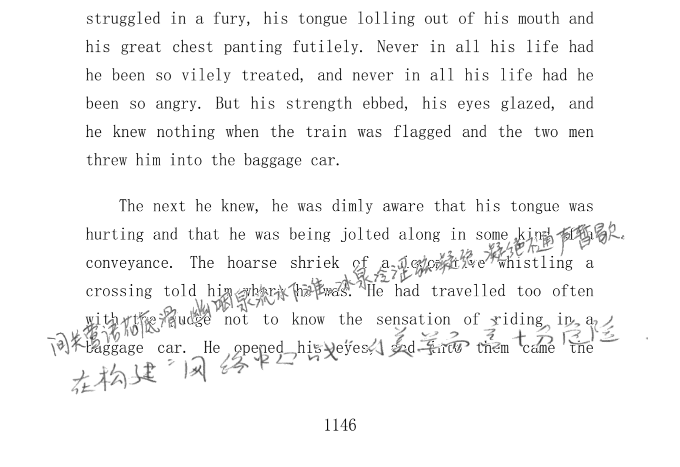 struggled in a fury, his tongue lolling out of his mouth and
his great chest panting futilely. Never in all his life had
he been so vilely treated, and never in all his life had he
been so angry. But his strength ebbed, his eyes glazed, and
he knew nothing when the train was flagged and the two men
threw him into the baggage car.
The next he knew, he was dimly aware that his tongue was
hurting and that he was being jolted along in some kind of a
conveyance. The hoarse shriek of a locomotive whistling a
crossing told him where he was. He had travelled too often
with the Judge not to know the sensation of riding in a
baggage car. He opened his eyes, and into them came the
间关莺语花底滑 幽咽泉流冰下难 冰泉冷涩弦凝绝 凝绝不通声暂歇.
在构建"网络
1146